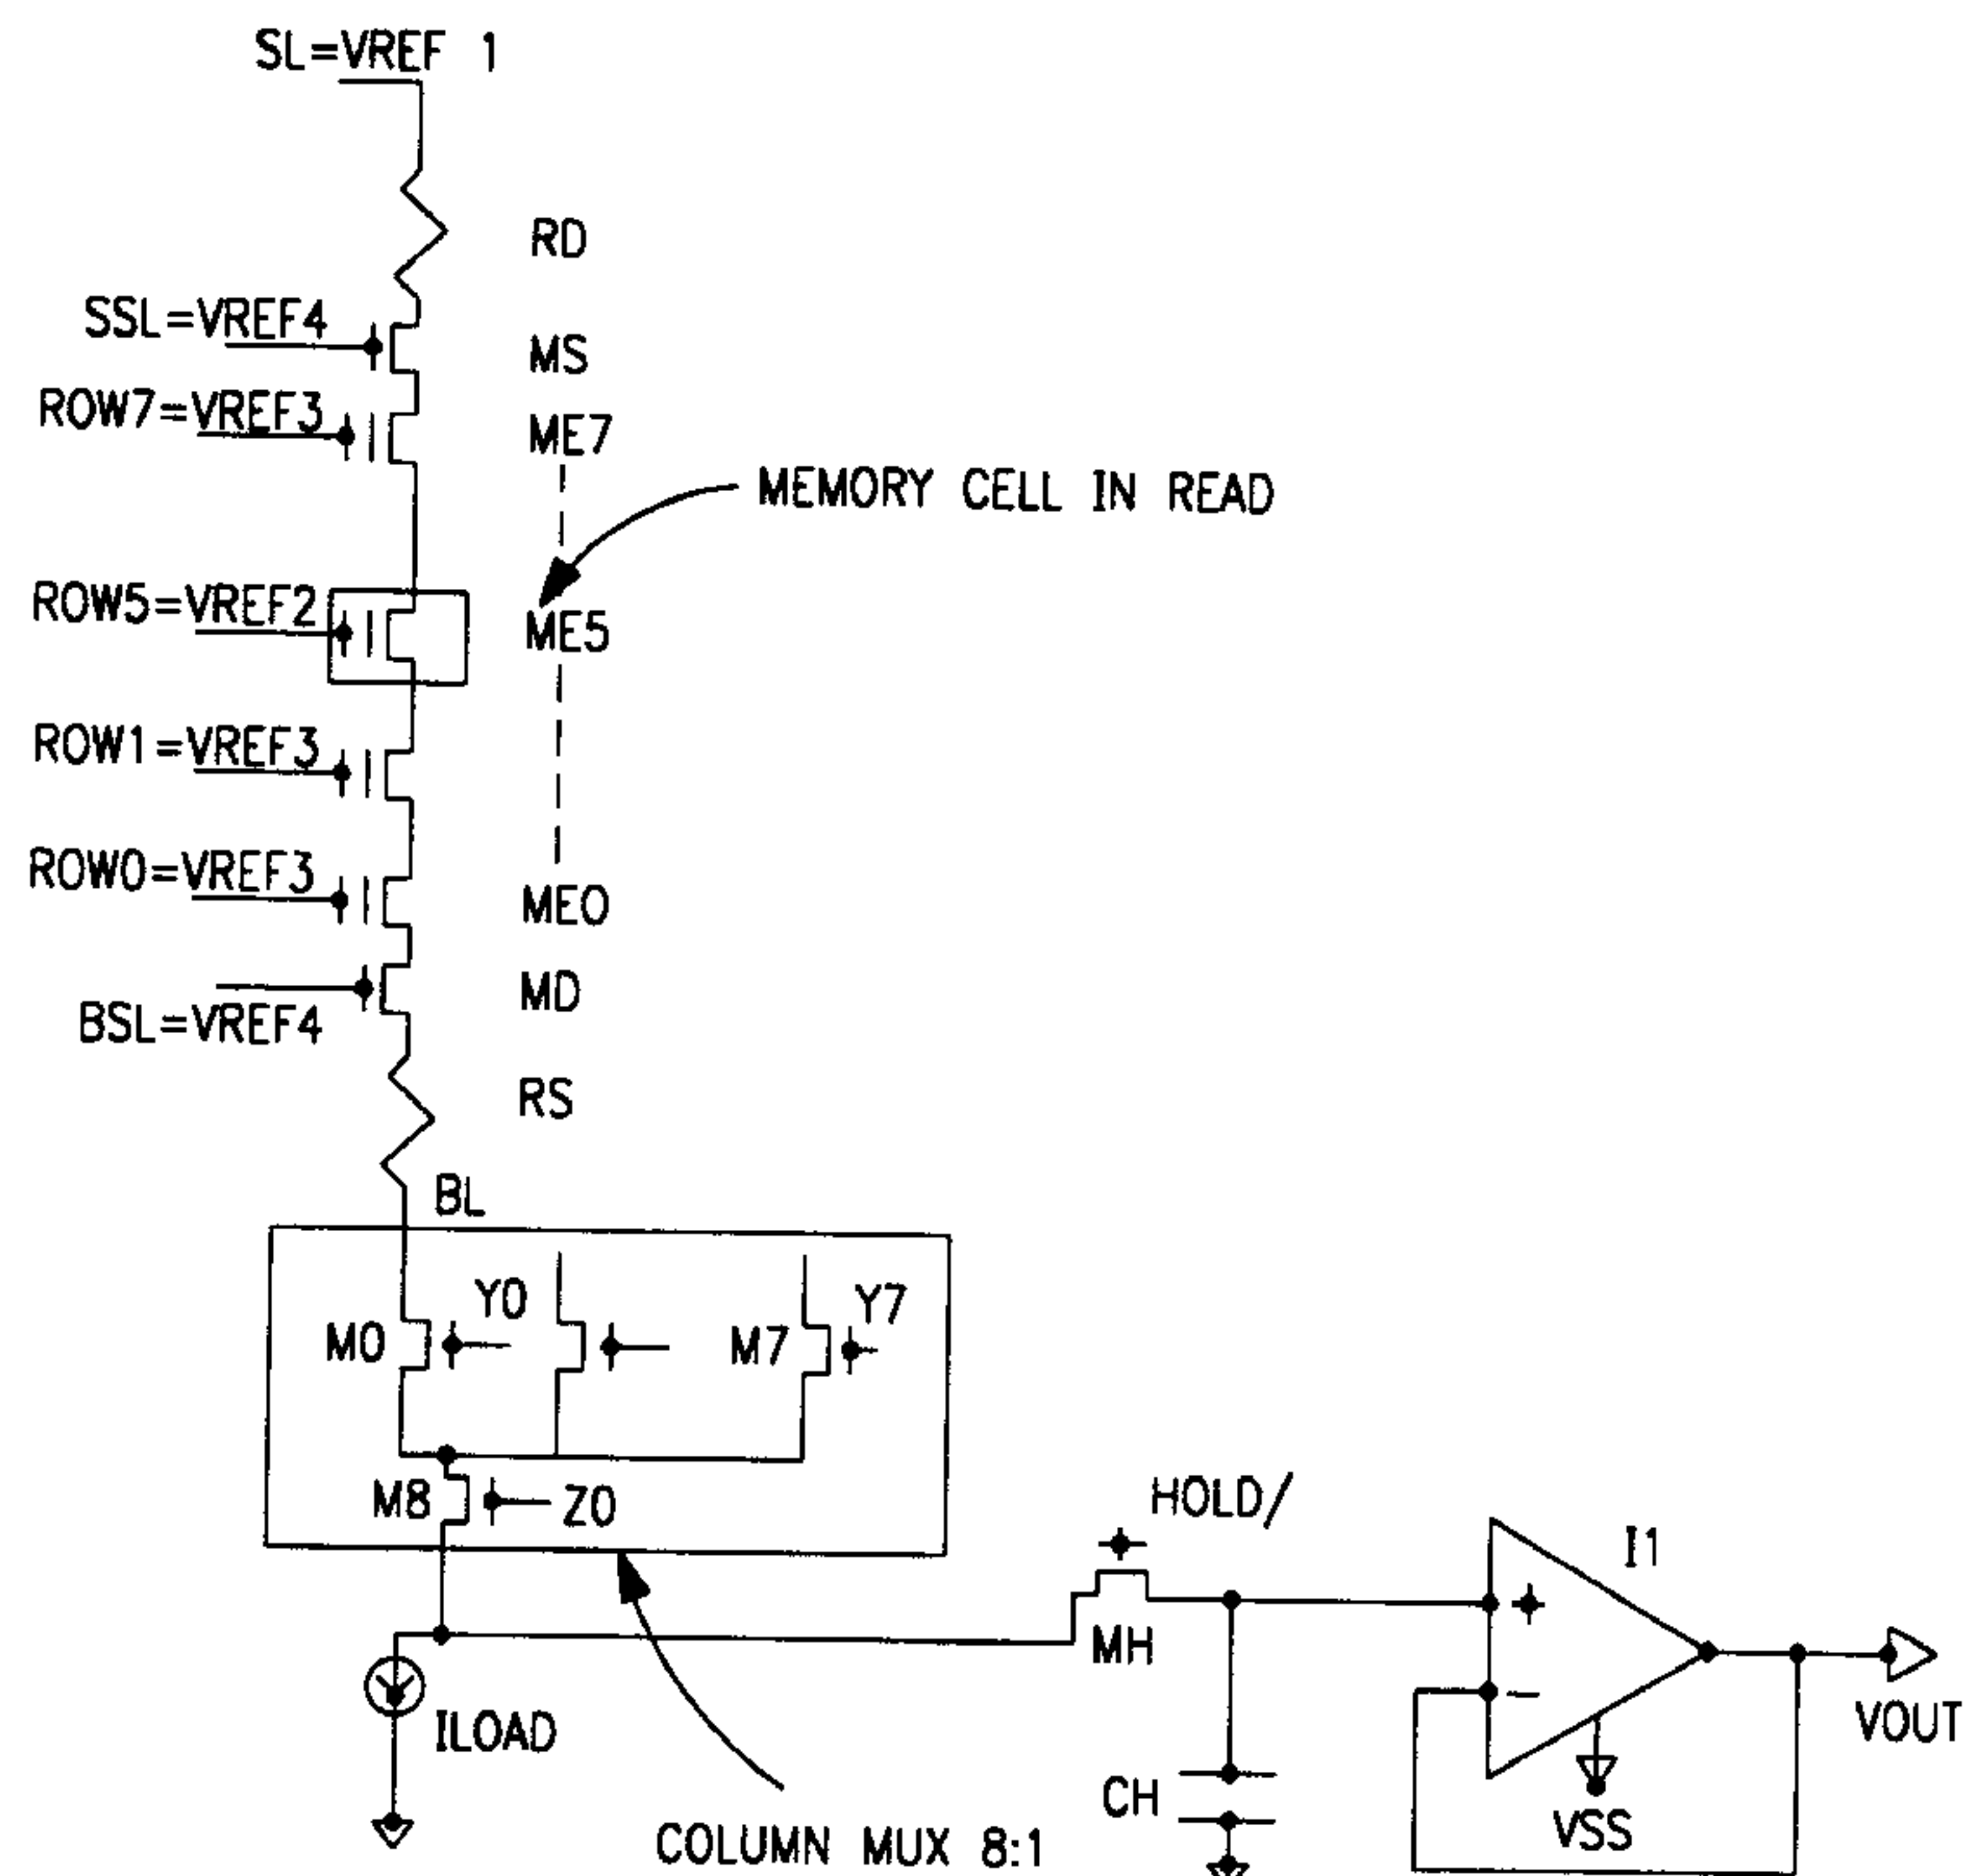 SL=VREF 1
RD
SSL=VREF4
MS
ROW7=VREF3
ME7
MEMORY CELL IN READ
ROW5=VREF2
ME5
ROW1=VREF3
ROW0=VREF3
ME0
MD
BSL=VREF4
RS
BL
Y0
Y7
M0
M7
M8
Z0
HOLD/
I1
+
MH
-
ILOAD
VOUT
CH
VSS
COLUMN MUX 8:1